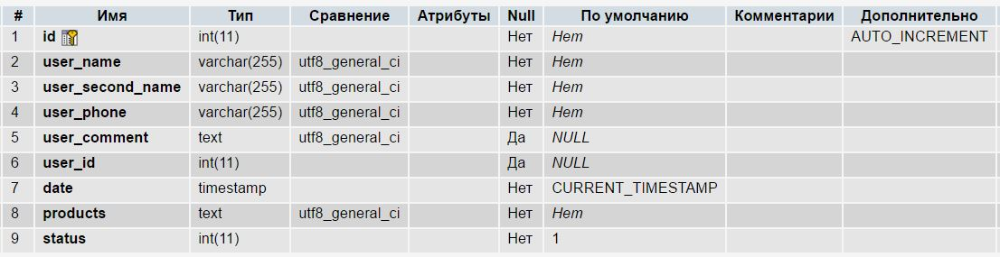 # Имя Тип Сравнение Атрибуты Null По умолчанию Комментарии Дополнительно
1 id int(11) Нет Нет AUTO_INCREMENT
2 user_name varchar(255) utf8_general_ci Нет Нет
3 user_second_name varchar(255) utf8_general_ci Нет Нет
4 user_phone varchar(255) utf8_general_ci Нет Нет
5 user_comment text utf8_general_ci Да NULL
6 user_id int(11) Да NULL
7 date timestamp Нет CURRENT_TIMESTAMP
8 products text utf8_general_ci Нет Нет
9 status int(11) Нет 1